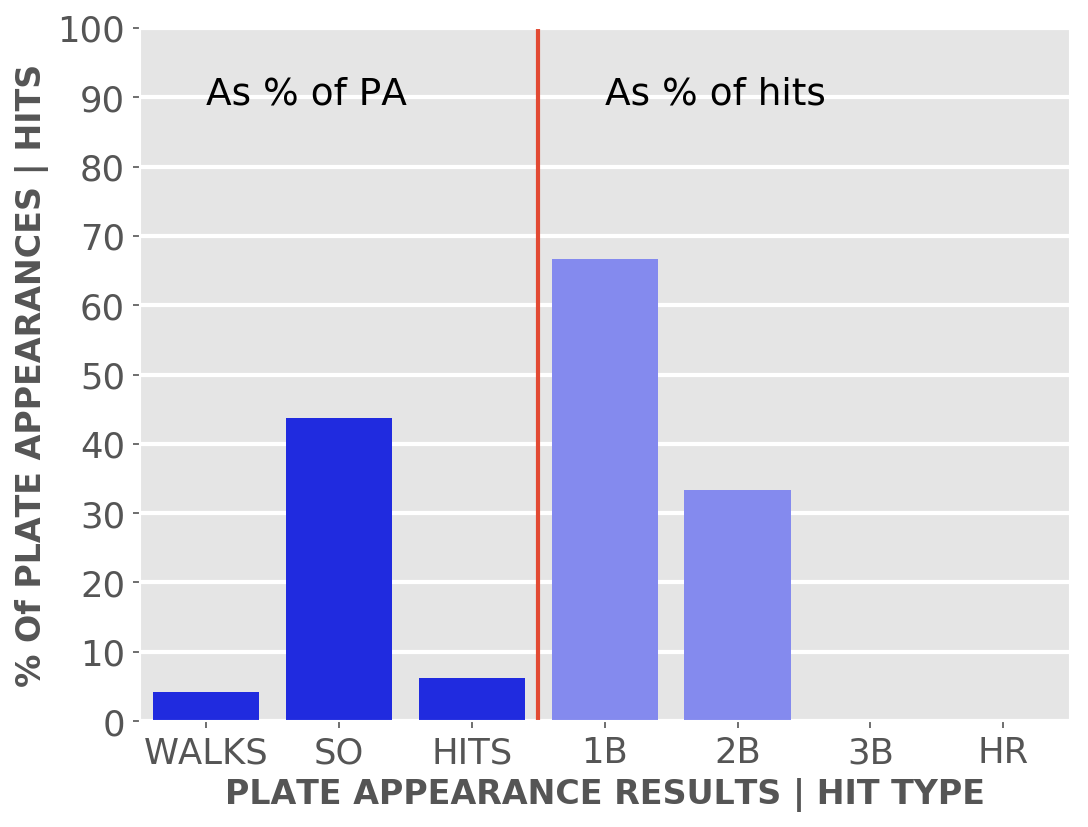 % Of PLATE APPEARANCES | HITS
100
90
80
70
60
50
40
30
20
10
0
As % of PA
As % of hits
WALKS SO HITS 1B 2B 3B HR
PLATE APPEARANCE RESULTS | HIT TYPE